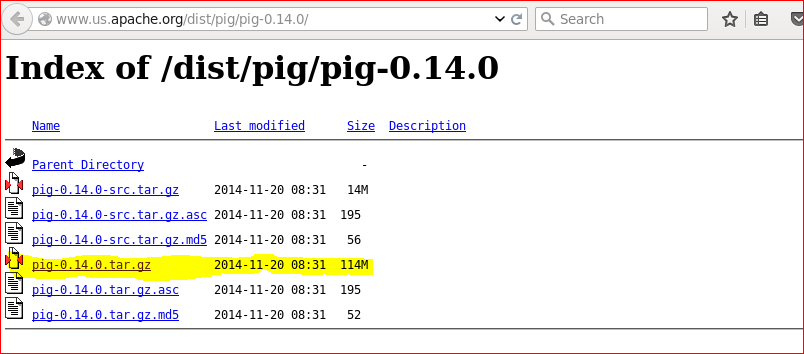 www.us.apache.org/dist/pig/pig-0.14.0/ Search
Index of /dist/pig/pig-0.14.0
Name Last modified Size Description
Parent Directory -
pig-0.14.0-src.tar.gz 2014-11-20 08:31 14M
pig-0.14.0-src.tar.gz.asc 2014-11-20 08:31 195
pig-0.14.0-src.tar.gz.md5 2014-11-20 08:31 56
pig-0.14.0.tar.gz 2014-11-20 08:31 114M
pig-0.14.0.tar.gz.asc 2014-11-20 08:31 195
pig-0.14.0.tar.gz.md5 2014-11-20 08:31 52